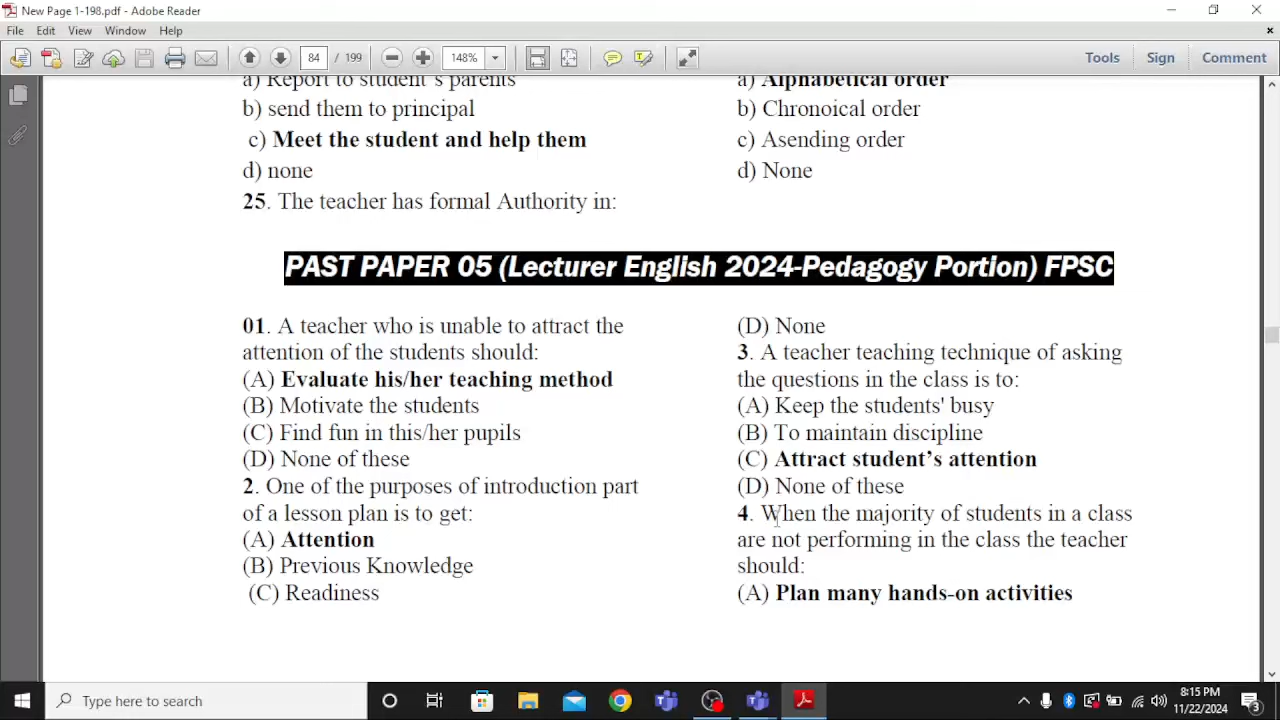 New Page 1-198.pdf - Adobe Reader
File Edit View Window Help
84 / 199 148% Tools Sign Comment
a) Report to student's parents
b) send them to principal
c) Meet the student and help them
d) none
25. The teacher has formal Authority in:
a) Alphabetical order
b) Chronoical order
c) Asending order
d) None
PAST PAPER 05 (Lecturer English 2024-Pedagogy Portion) FPSC
01. A teacher who is unable to attract the
attention of the students should:
(A) Evaluate his/her teaching method
(B) Motivate the students
(C) Find fun in this/her pupils
(D) None of these
2. One of the purposes of introduction part
of a lesson plan is to get:
(A) Attention
(B) Previous Knowledge
(C) Readiness
(D) None
3. A teacher teaching technique of asking
the questions in the class is to:
(A) Keep the students' busy
(B) To maintain discipline
(C) Attract student’s attention
(D) None of these
4. When the majority of students in a class
are not performing in the class the teacher
should:
(A) Plan many hands-on activities
Type here to search
8:15 PM
11/22/2024
3